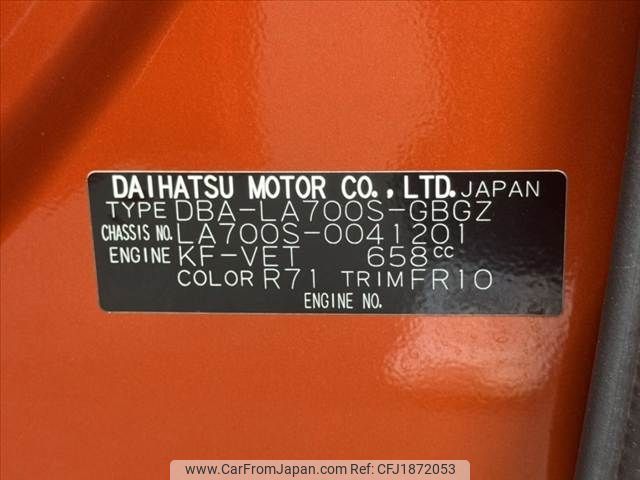 DAIHATSU MOTOR CO., LTD. JAPAN
TYPE DBA-LA700S-GBGZ
CHASSIS NO. LA700S-0041201
ENGINE KF-VET 658cc
COLOR R71 TRIM FR10
ENGINE NO.
www.CarFromJapan.com CFJ1872053